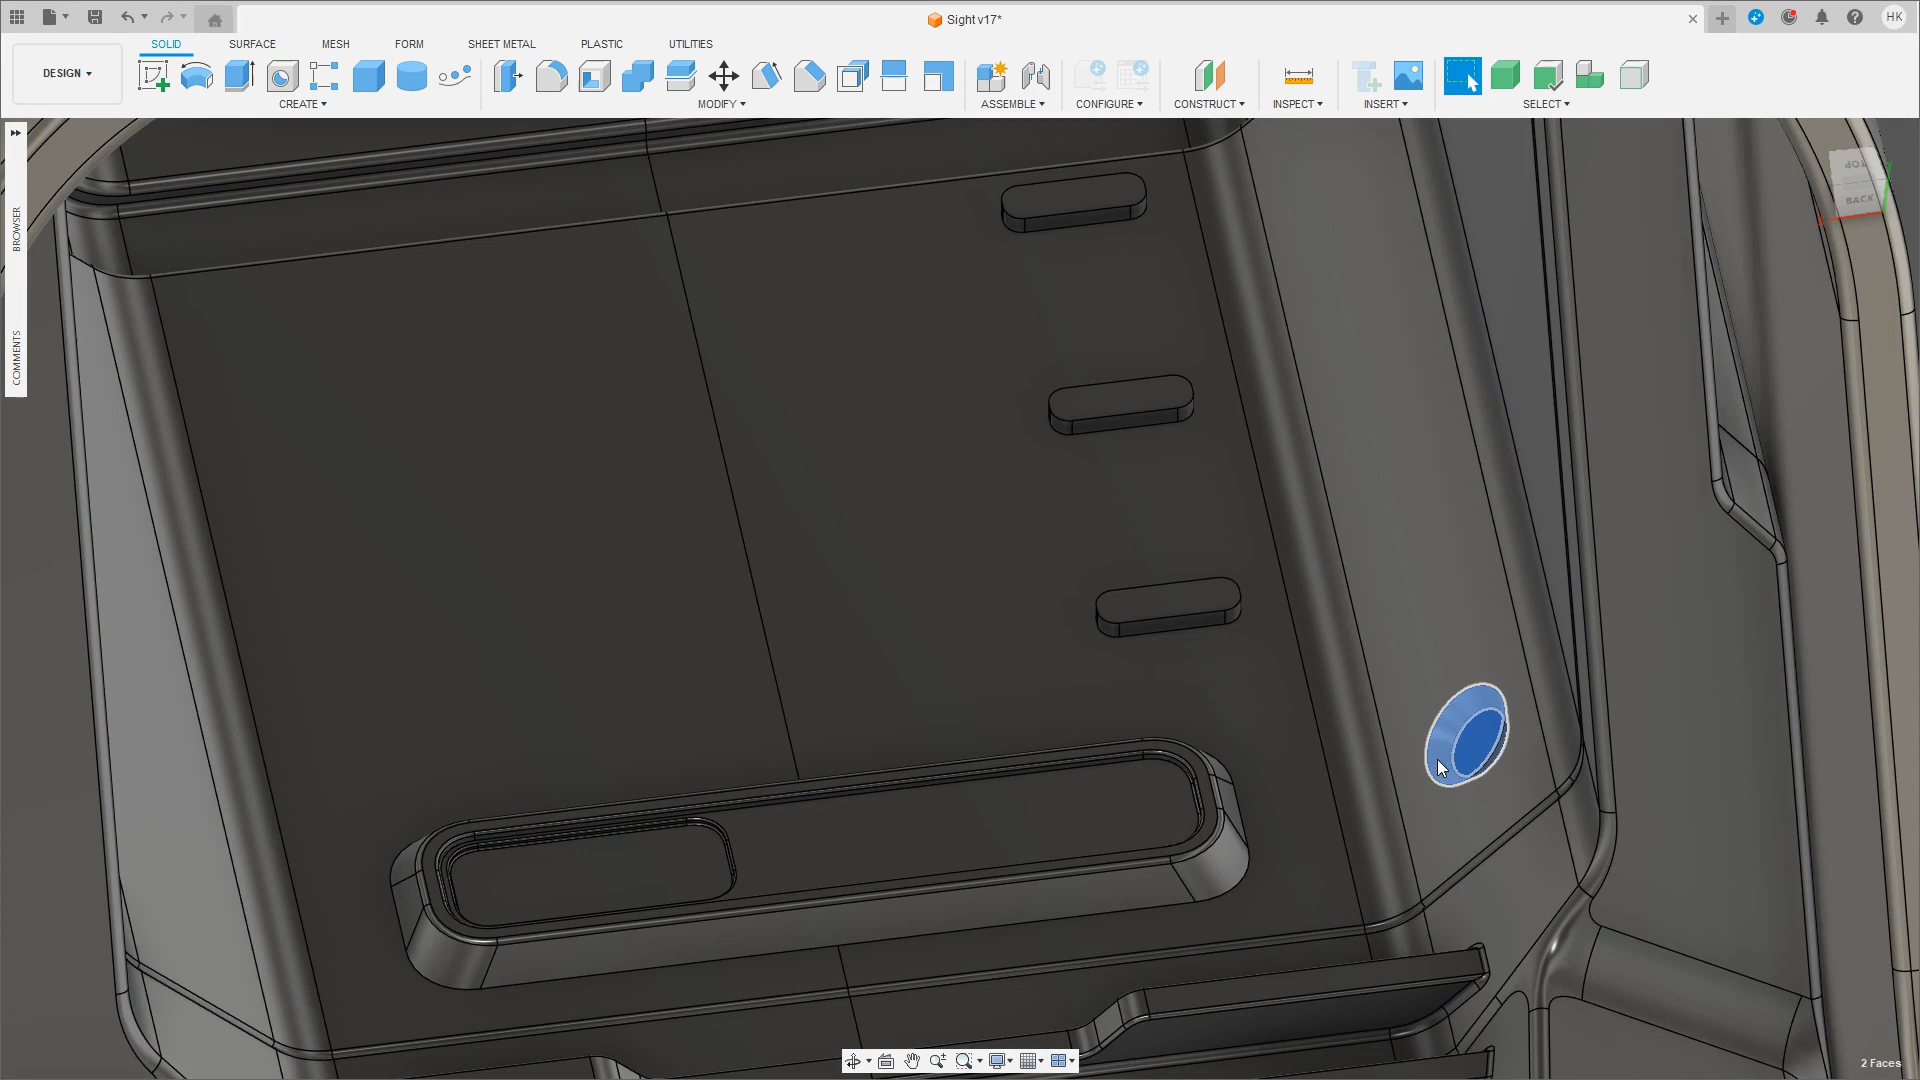 Sight v17*
HK
DESIGN
SOLID
SURFACE
MESH
FORM
SHEET METAL
PLASTIC
UTILITIES
CREATE
MODIFY
ASSEMBLE
CONFIGURE
CONSTRUCT
INSPECT
INSERT
SELECT
BROWSER
COMMENTS
TOP
BACK
2 Faces